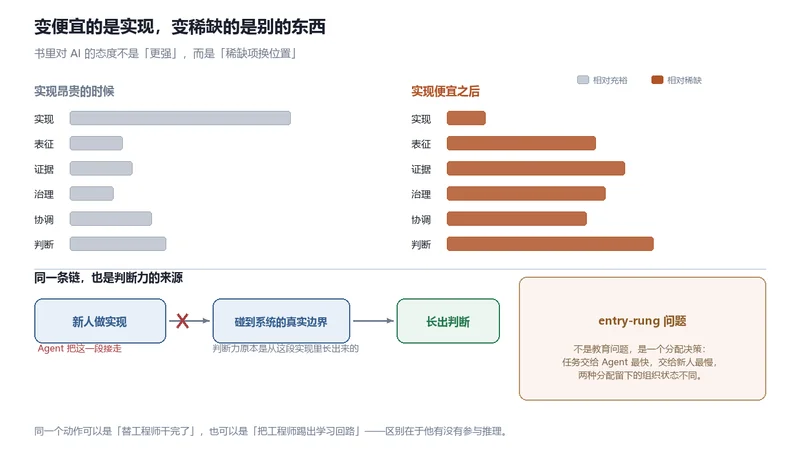 变便宜的是实现，变稀缺的是别的东西
书里对 AI 的态度不是「更强」，而是「稀缺项换位置」
相对充裕
相对稀缺
实现昂贵的时候
实现
表征
证据
治理
协调
判断
实现便宜之后
实现
表征
证据
治理
协调
判断
同一条链，也是判断力的来源
新人做实现
碰到系统的真实边界
长出判断
Agent 把这一段接走
判断力原本是从这段实现里长出来的
entry-rung 问题
不是教育问题，是一个分配决策：
任务交给 Agent 最快，交给新人最慢，
两种分配留下的组织状态不同。
同一个动作可以是「替工程师干完了」，也可以是「把工程师踢出学习回路」——区别在于他有没有参与推理。